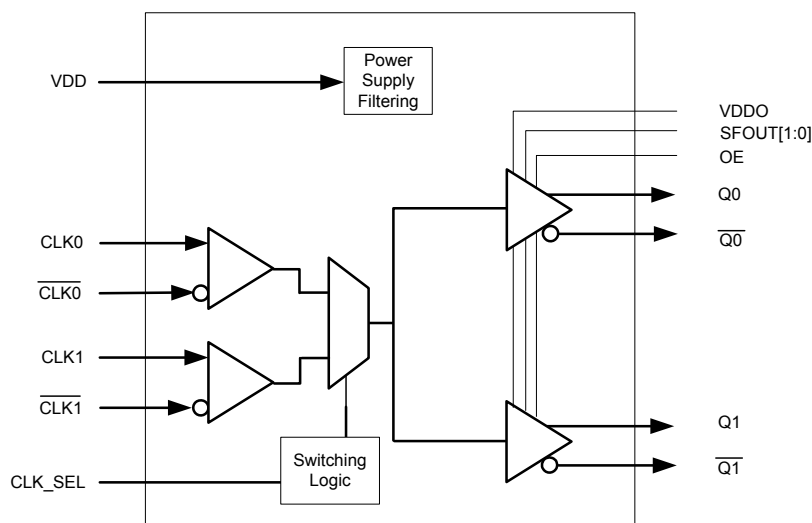 Power
Supply
Filtering
VDD
VDDO
SFOUT[1:0]
OE
Q0
Q0
CLK0
CLK0
CLK1
CLK1
Q1
Q1
Switching
Logic
CLK_SEL